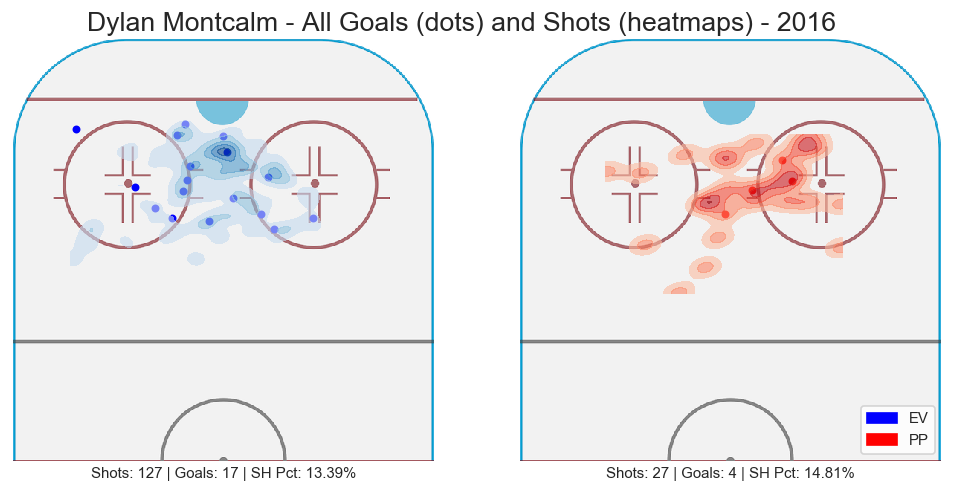 Dylan Montcalm - All Goals (dots) and Shots (heatmaps) - 2016
EV
PP
Shots: 127 | Goals: 17 | SH Pct: 13.39%
Shots: 27 | Goals: 4 | SH Pct: 14.81%